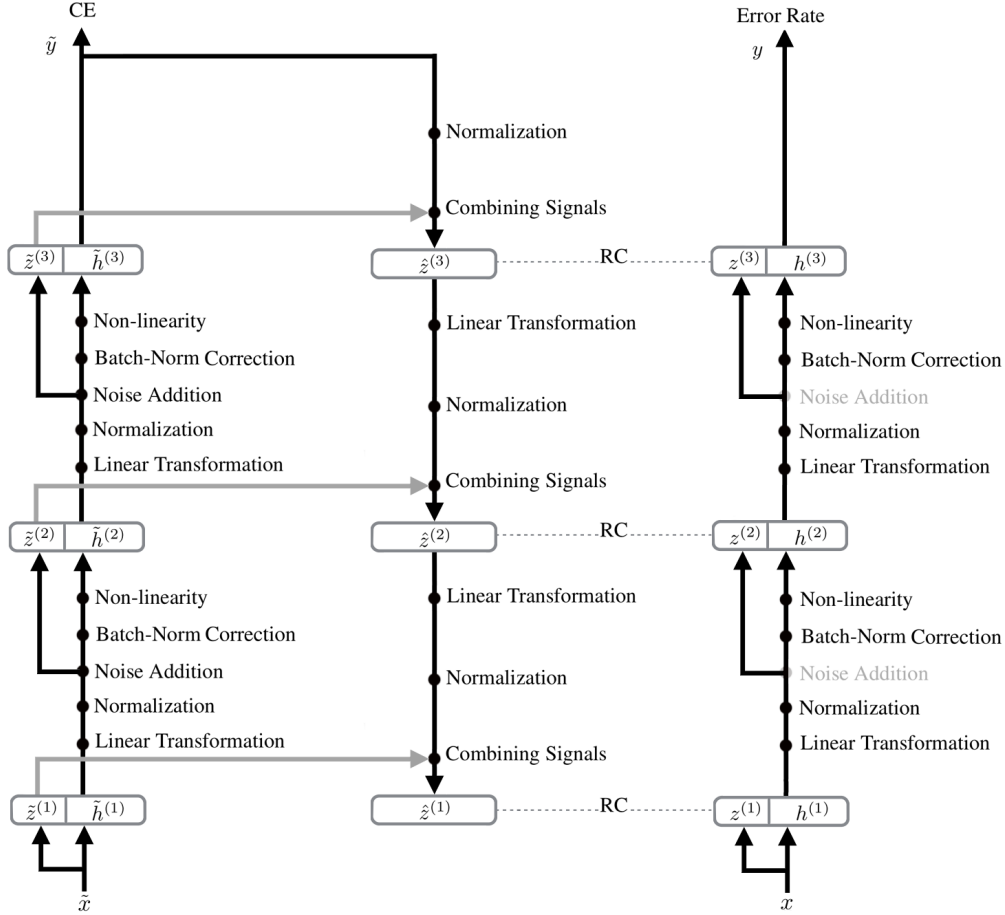 CE
Error Rate
ỹ
y
Normalization
Combining Signals
z̃⁽³⁾ h̃⁽³⁾
ẑ⁽³⁾
RC
z⁽³⁾ h⁽³⁾
Non-linearity
Linear Transformation
Non-linearity
Batch-Norm Correction
Batch-Norm Correction
Noise Addition
Normalization
Noise Addition
Normalization
Normalization
Linear Transformation
Combining Signals
Linear Transformation
z̃⁽²⁾ h̃⁽²⁾
ẑ⁽²⁾
RC
z⁽²⁾ h⁽²⁾
Non-linearity
Linear Transformation
Non-linearity
Batch-Norm Correction
Batch-Norm Correction
Noise Addition
Normalization
Noise Addition
Normalization
Normalization
Linear Transformation
Combining Signals
Linear Transformation
z̃⁽¹⁾ h̃⁽¹⁾
ẑ⁽¹⁾
RC
z⁽¹⁾ h⁽¹⁾
x̃
x